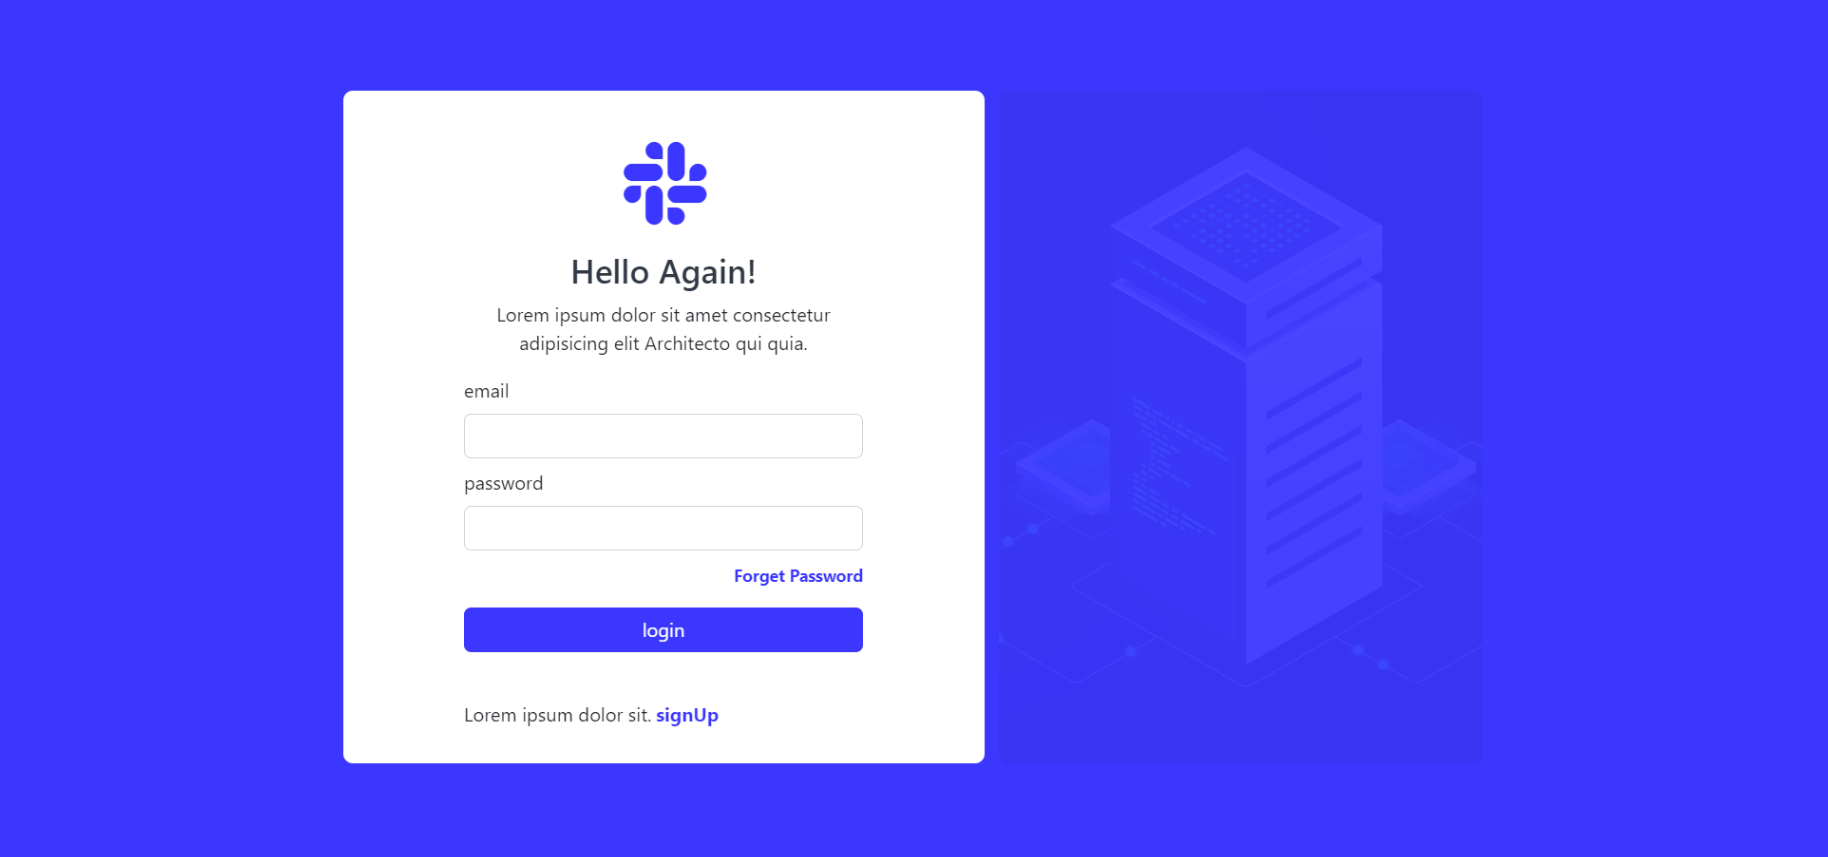 Hello Again!
Lorem ipsum dolor sit amet consectetur
adipisicing elit Architecto qui quia.
email
password
Forget Password
login
Lorem ipsum dolor sit. signUp